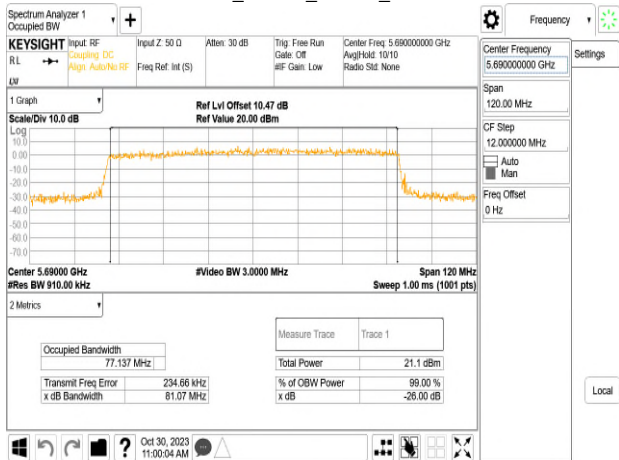 Spectrum Analyzer 1
Occupied BW
Frequency
KEYSIGHT
RL
Input: RF
Coupling: DC
Align: Auto/No RF
Input Z: 50 Ω
Freq Ref: Int (S)
Atten: 30 dB
Trig: Free Run
Gate: Off
#IF Gain: Low
Center Freq: 5.690000000 GHz
Avg|Hold: 10/10
Radio Std: None
LXI
1 Graph
Scale/Div 10.0 dB
Ref Lvl Offset 10.47 dB
Ref Value 20.00 dBm
Log
10.0
0.00
-10.0
-20.0
-30.0
-40.0
-50.0
-60.0
-70.0
Center 5.69000 GHz
#Res BW 910.00 kHz
#Video BW 3.0000 MHz
Span 120 MHz
Sweep 1.00 ms (1001 pts)
2 Metrics
Measure Trace Trace 1
Occupied Bandwidth
77.137 MHz
Total Power 21.1 dBm
Transmit Freq Error 234.66 kHz
% of OBW Power 99.00 %
x dB Bandwidth 81.07 MHz
x dB -26.00 dB
Center Frequency
5.690000000 GHz
Settings
Span
120.00 MHz
CF Step
12.000000 MHz
Auto
Man
Freq Offset
0 Hz
Local
?
Oct 30, 2023
11:00:04 AM